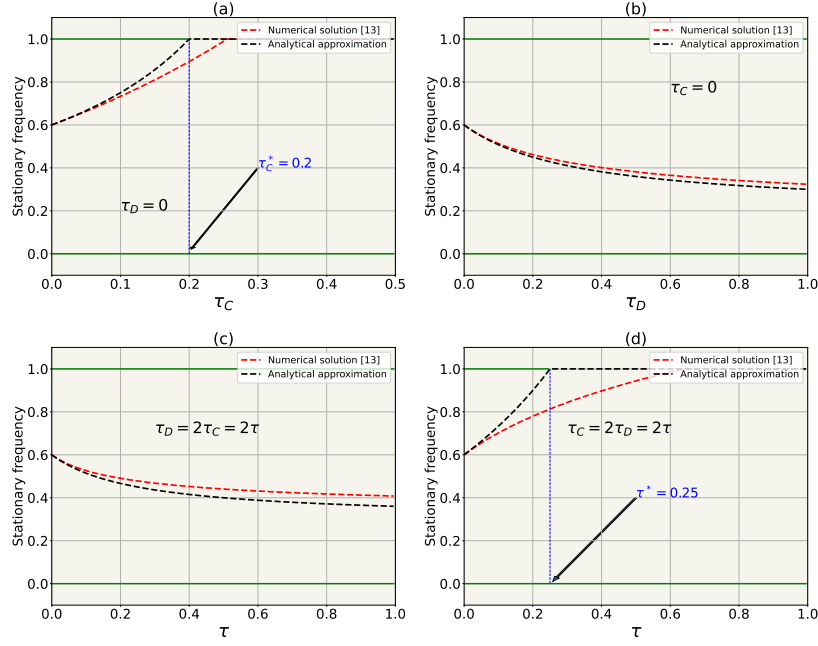 (a)
Numerical solution [13]
Analytical approximation
Stationary frequency
1.0
0.8
0.6
0.4
0.2
0.0
τ_C^* = 0.2
τ_D = 0
0.0 0.1 0.2 0.3 0.4 0.5
τ_C
(b)
Numerical solution [13]
Analytical approximation
Stationary frequency
1.0
0.8
0.6
0.4
0.2
0.0
τ_C = 0
0.0 0.2 0.4 0.6 0.8 1.0
τ_D
(c)
Numerical solution [13]
Analytical approximation
Stationary frequency
1.0
0.8
0.6
0.4
0.2
0.0
τ_D = 2τ_C = 2τ
0.0 0.2 0.4 0.6 0.8 1.0
τ
(d)
Numerical solution [13]
Analytical approximation
Stationary frequency
1.0
0.8
0.6
0.4
0.2
0.0
τ_C = 2τ_D = 2τ
τ^* = 0.25
0.0 0.2 0.4 0.6 0.8 1.0
τ